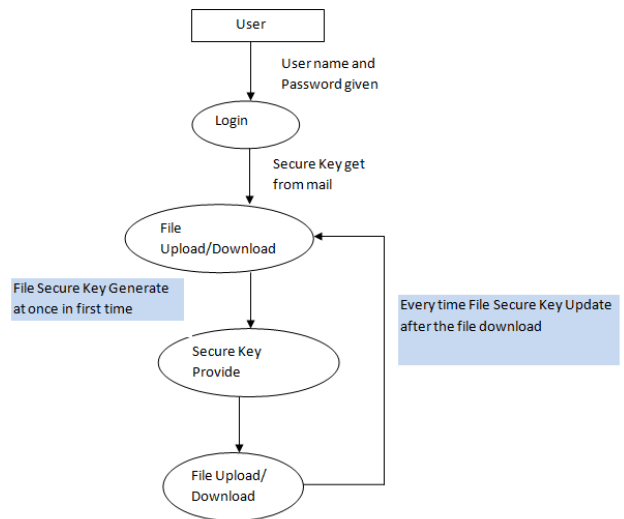 User
User name and
Password given
Login
Secure Key get
from mail
File
Upload/Download
File Secure Key Generate
at once in first time
Every time File Secure Key Update
after the file download
Secure Key
Provide
File Upload/
Download